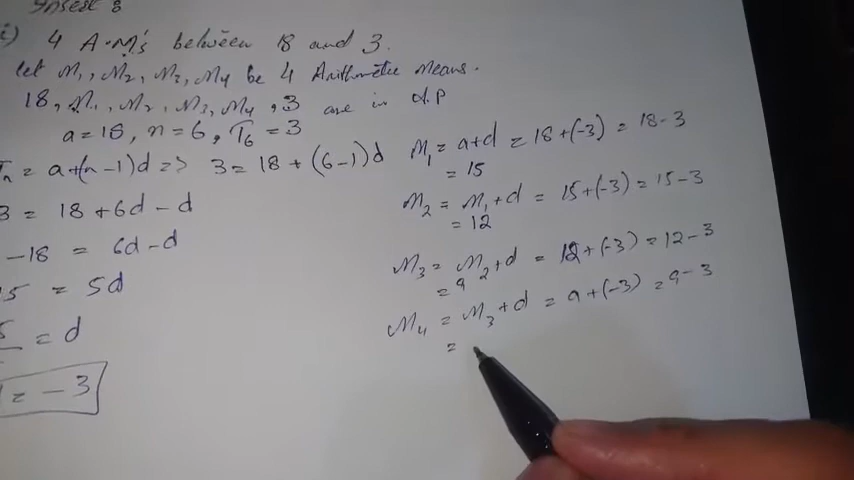 Insert 8
i) 4 A.M's between 18 and 3.
let M₁, M₂, M₃, M₄ be 4 Arithmetic Means.
18, M₁, M₂, M₃, M₄, 3 are in A.P
a = 18, n = 6, T₆ = 3
Tₙ = a+(n-1)d => 3 = 18 + (6-1)d
3 = 18 + 6d - d
-18 = 6d - d
15 = 5d
= d
= -3
M₁ = a+d = 18+(-3) = 18-3
= 15
M₂ = M₁+d = 15+(-3) = 15-3
= 12
M₃ = M₂+d = 12+(-3) = 12-3
= 9
M₄ = M₃+d = 9+(-3) = 9-3
=